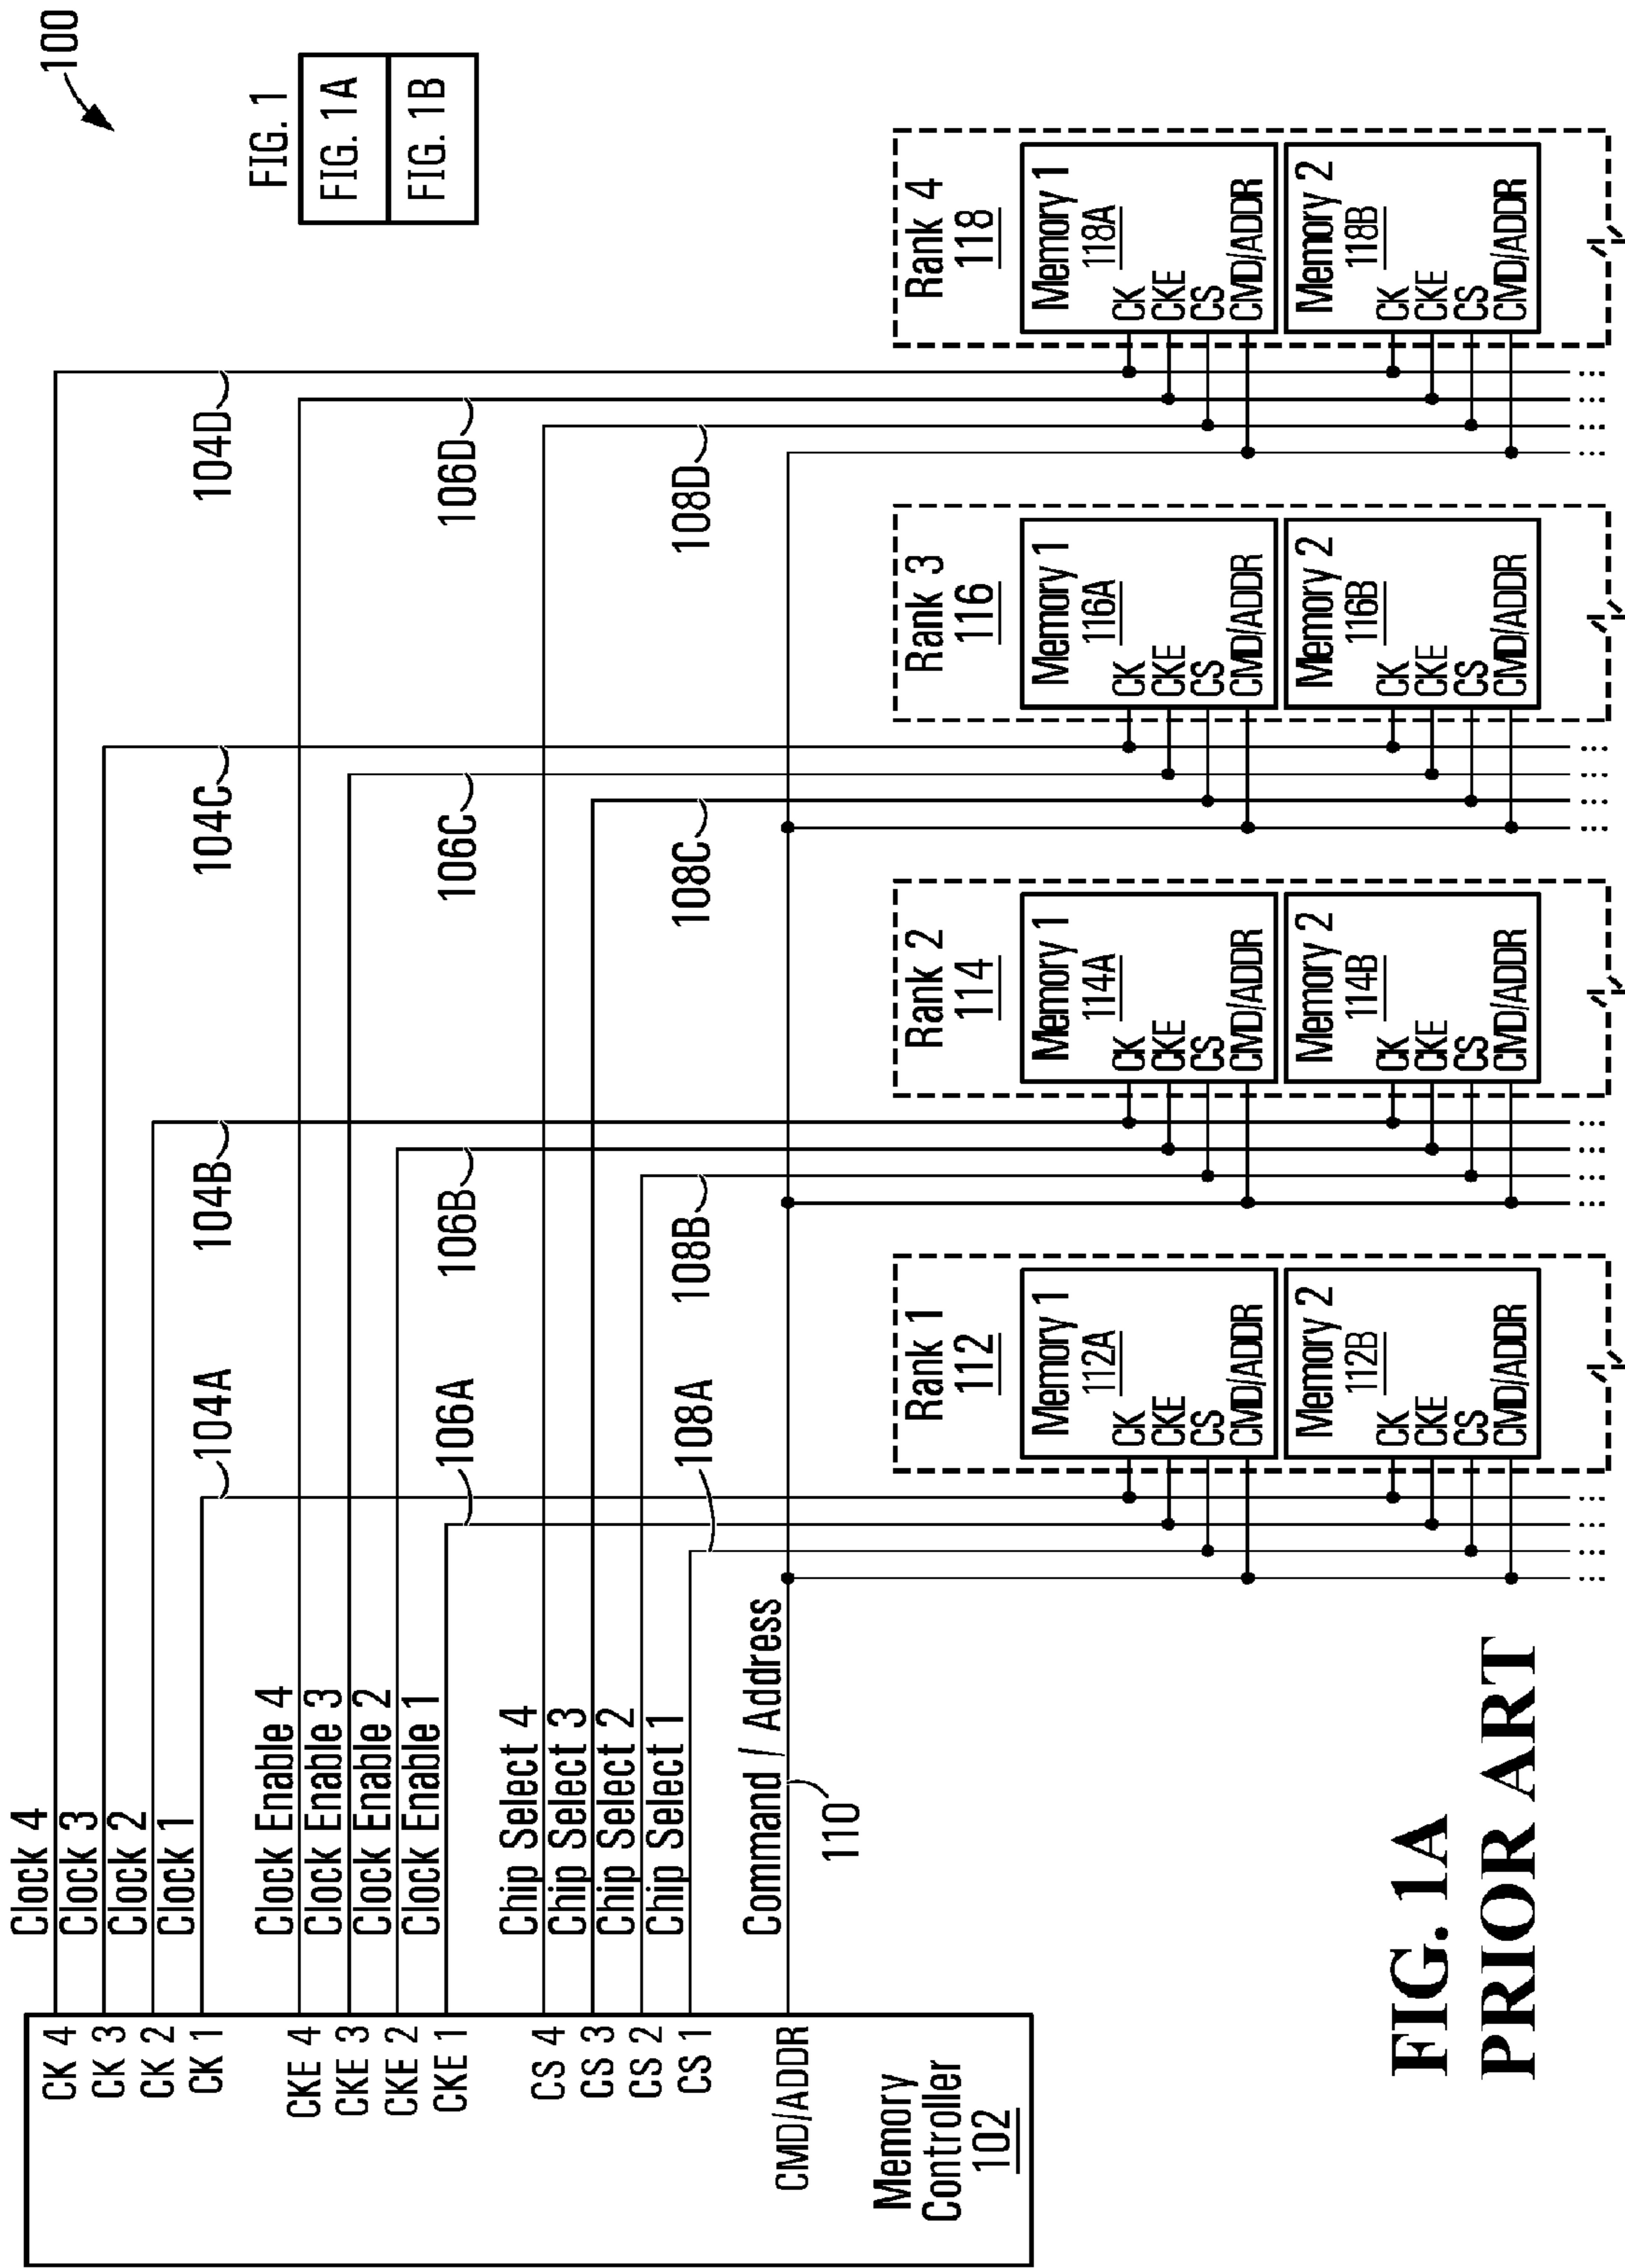 100
FIG. 1
FIG. 1A
FIG. 1B
Clock 4
Clock 3
Clock 2
Clock 1
Clock Enable 4
Clock Enable 3
Clock Enable 2
Clock Enable 1
Chip Select 4
Chip Select 3
Chip Select 2
Chip Select 1
Command / Address
110
CK 4
CK 3
CK 2
CK 1
CKE 4
CKE 3
CKE 2
CKE 1
CS 4
CS 3
CS 2
CS 1
CMD/ADDR
Memory
Controller
102
104A
104B
104C
104D
106A
106B
106C
106D
108A
108B
108C
108D
Rank 1
112
Memory 1
112A
CK
CKE
CS
CMD/ADDR
Memory 2
112B
CK
CKE
CS
CMD/ADDR
...
...
...
...
Rank 2
114
Memory 1
114A
CK
CKE
CS
CMD/ADDR
Memory 2
114B
CK
CKE
CS
CMD/ADDR
...
...
...
...
Rank 3
116
Memory 1
116A
CK
CKE
CS
CMD/ADDR
Memory 2
116B
CK
CKE
CS
CMD/ADDR
...
...
...
...
Rank 4
118
Memory 1
118A
CK
CKE
CS
CMD/ADDR
Memory 2
118B
CK
CKE
CS
CMD/ADDR
...
...
...
...
FIG. 1A
PRIOR ART